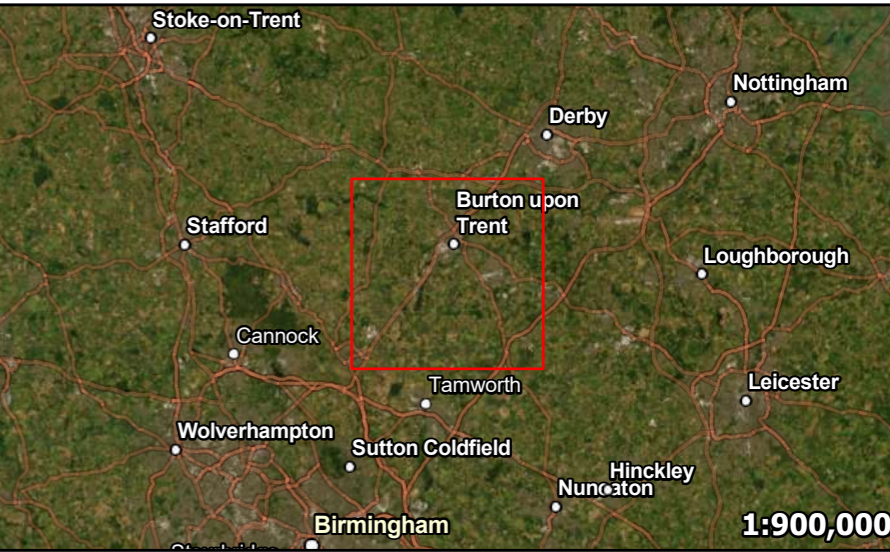 Stoke-on-Trent
Nottingham
Derby
Burton upon
Trent
Stafford
Loughborough
Cannock
Tamworth
Leicester
Wolverhampton
Sutton Coldfield
Hinckley
Nuneaton
Birmingham
1:900,000